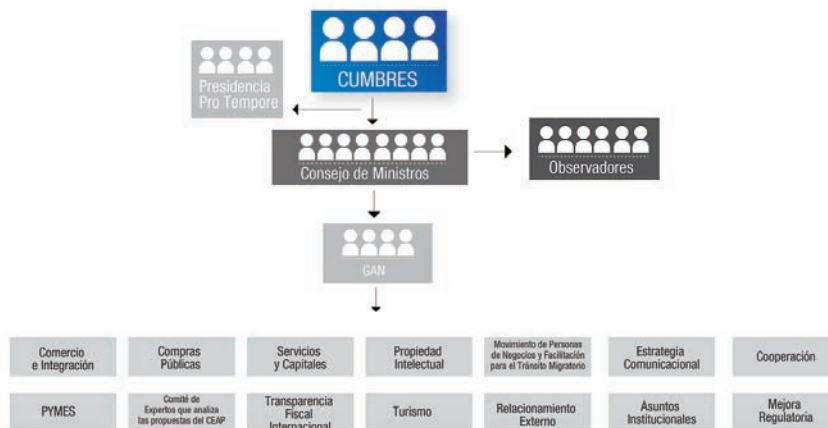 CUMBRES
Presidencia
Pro Tempore
Consejo de Ministros
Observadores
GAN
Comercio
e Integración
Compras
Públicas
Servicios
y Capitales
Propiedad
Intelectual
Movimiento de Personas
de Negocios y Facilitación
para el Tránsito Migratorio
Estrategia
Comunicacional
Cooperación
PYMES
Comité de
Expertos que analiza
las propuestas del CEAP
Transparencia
Fiscal
Internacional
Turismo
Relacionamiento
Externo
Asuntos
Institucionales
Mejora
Regulatoria